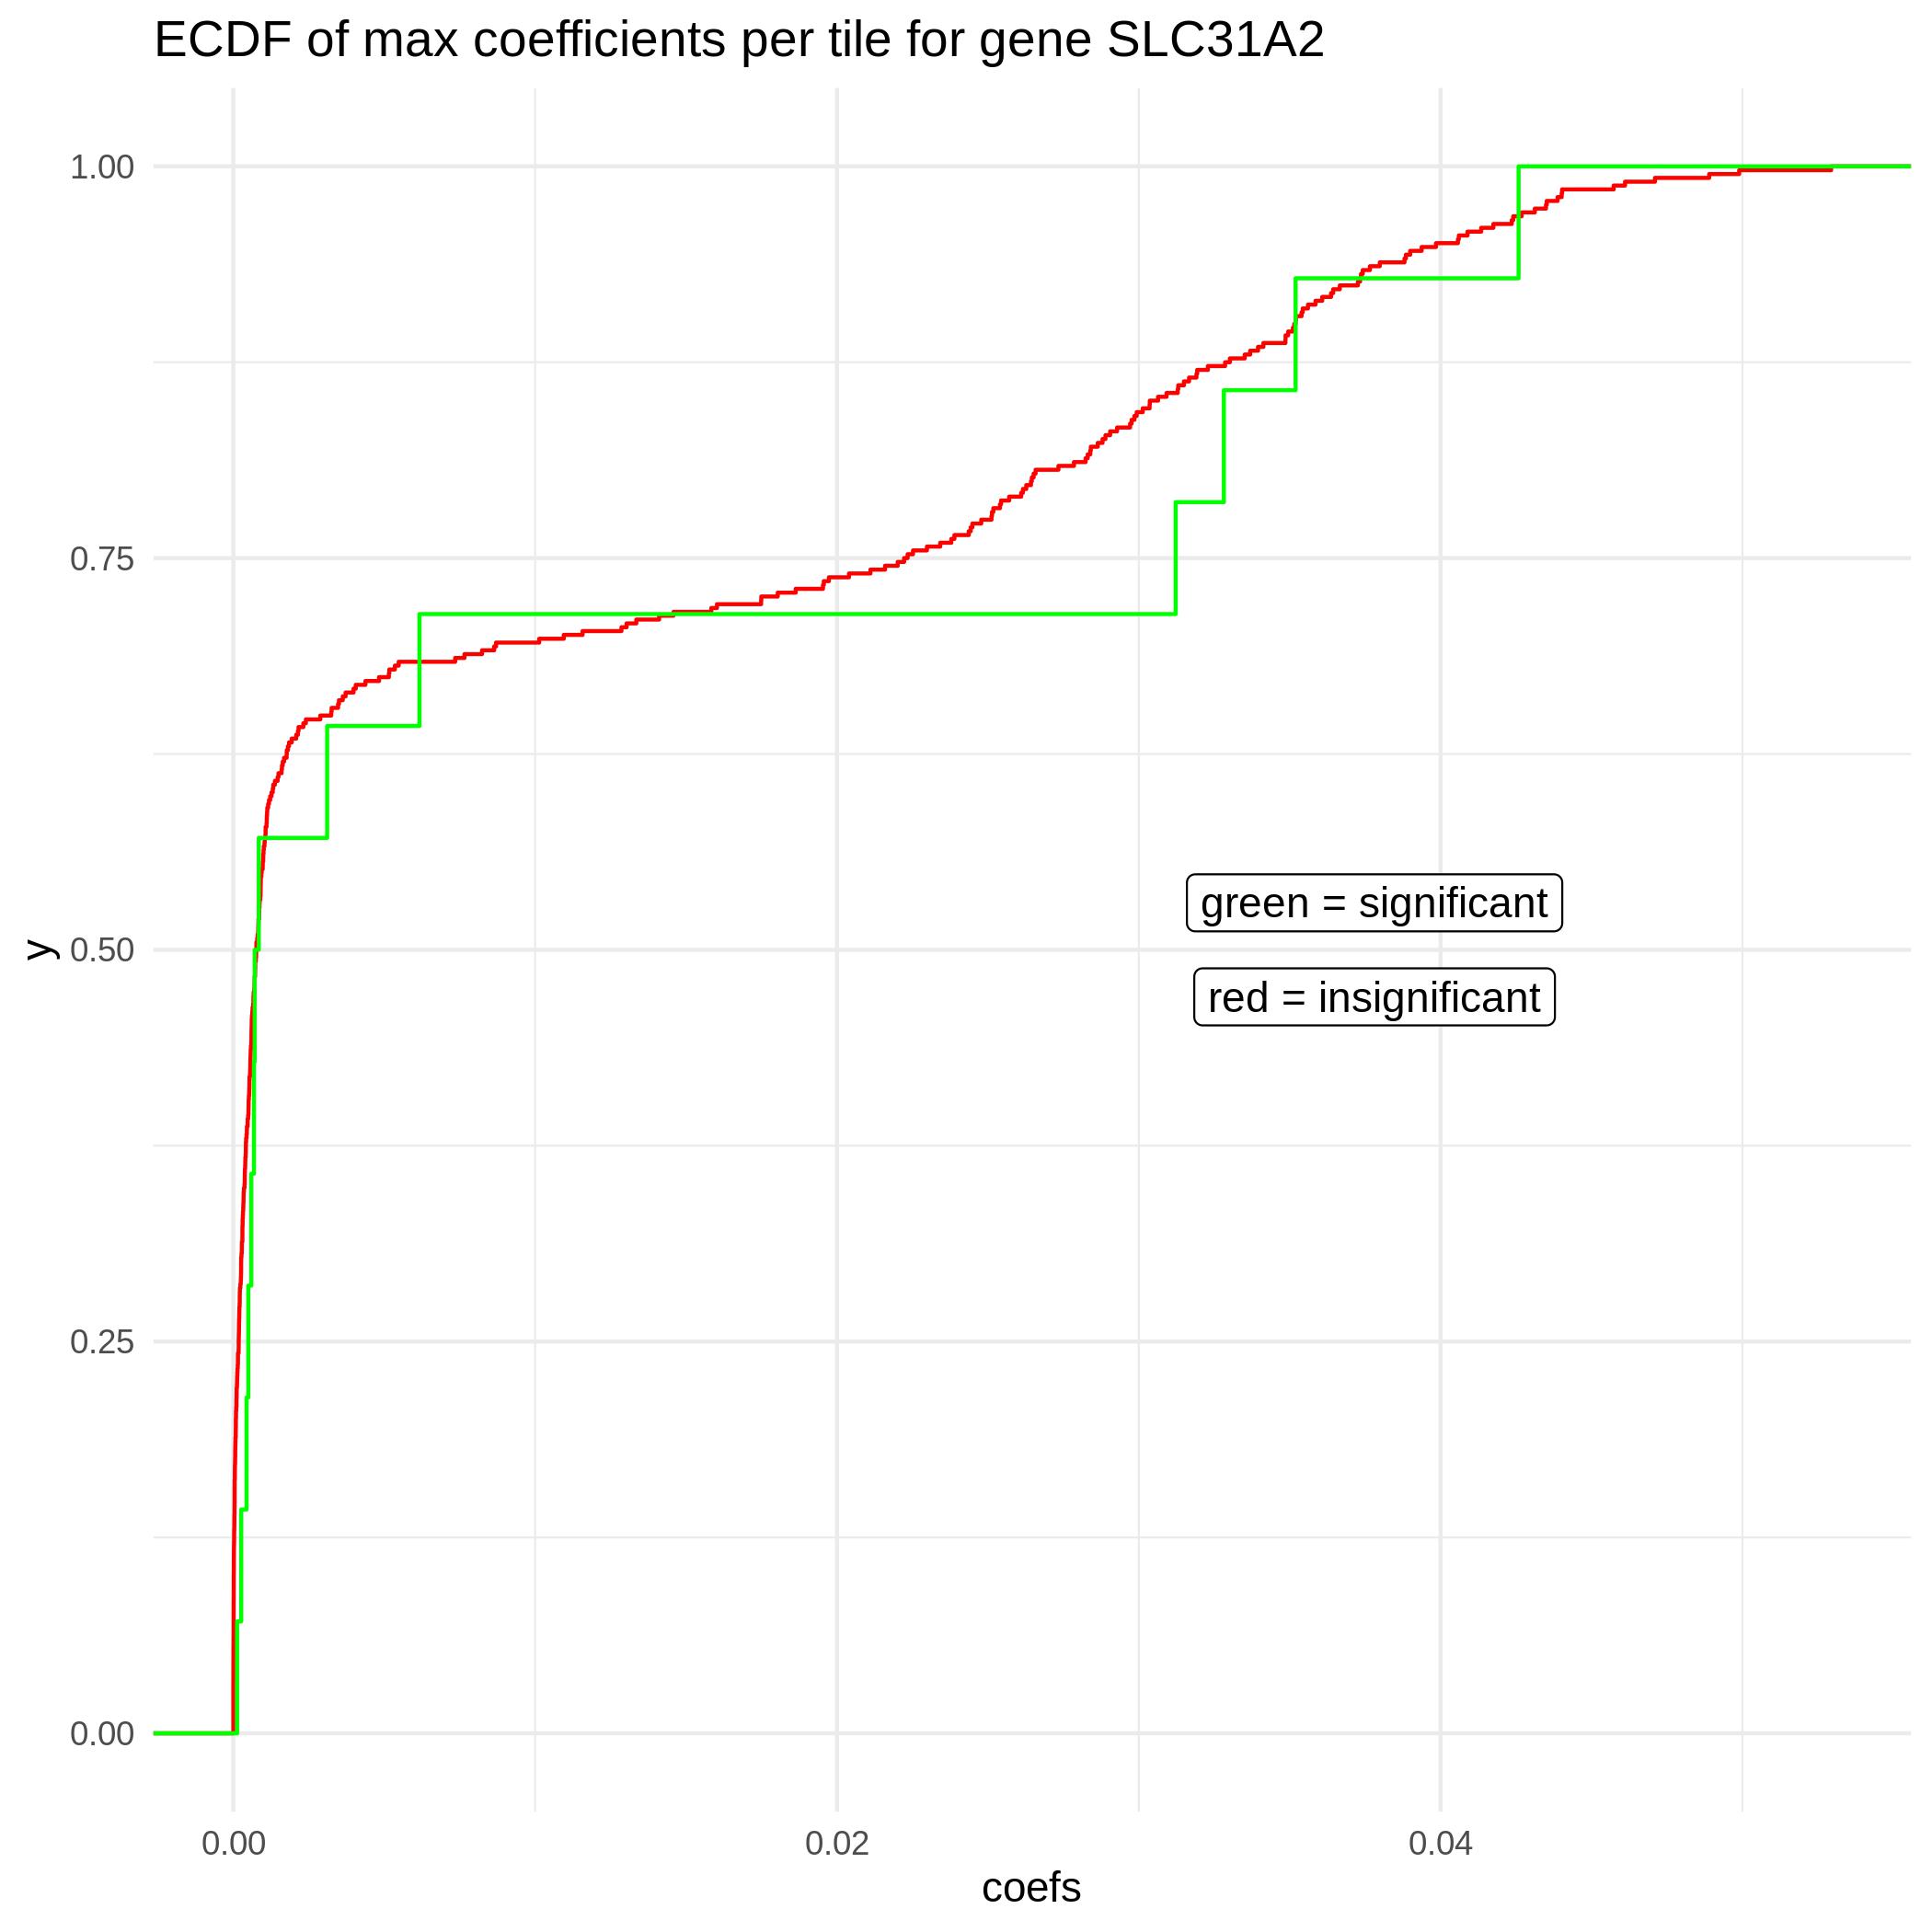 ECDF of max coefficients per tile for gene SLC31A2
1.00
0.75
0.50
0.25
0.00
y
green = significant
red = insignificant
0.00 0.02 0.04
coefs